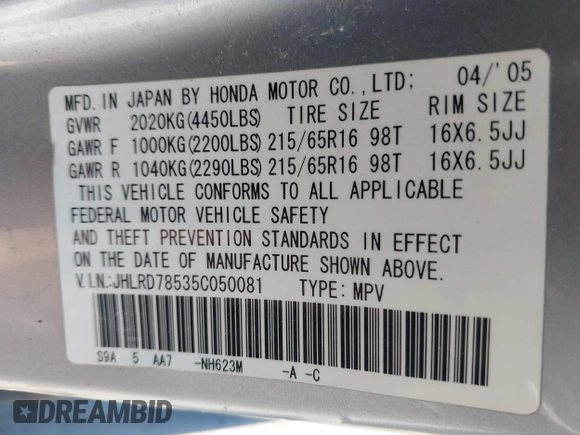 MFD. IN JAPAN BY HONDA MOTOR CO.,LTD; 04/'05
GVWR 2020KG(4450LBS) TIRE SIZE RIM SIZE
GAWR F 1000KG(2200LBS) 215/65R16 98T 16X6.5JJ
GAWR R 1040KG(2290LBS) 215/65R16 98T 16X6.5JJ
THIS VEHICLE CONFORMS TO ALL APPLICABLE
FEDERAL MOTOR VEHICLE SAFETY
AND THEFT PREVENTION STANDARDS IN EFFECT
ON THE DATE OF MANUFACTURE SHOWN ABOVE.
V.I.N.:JHLRD78535C050081 TYPE: MPV
S9A 5 AA7 -NH623M -A -C
DREAMBID